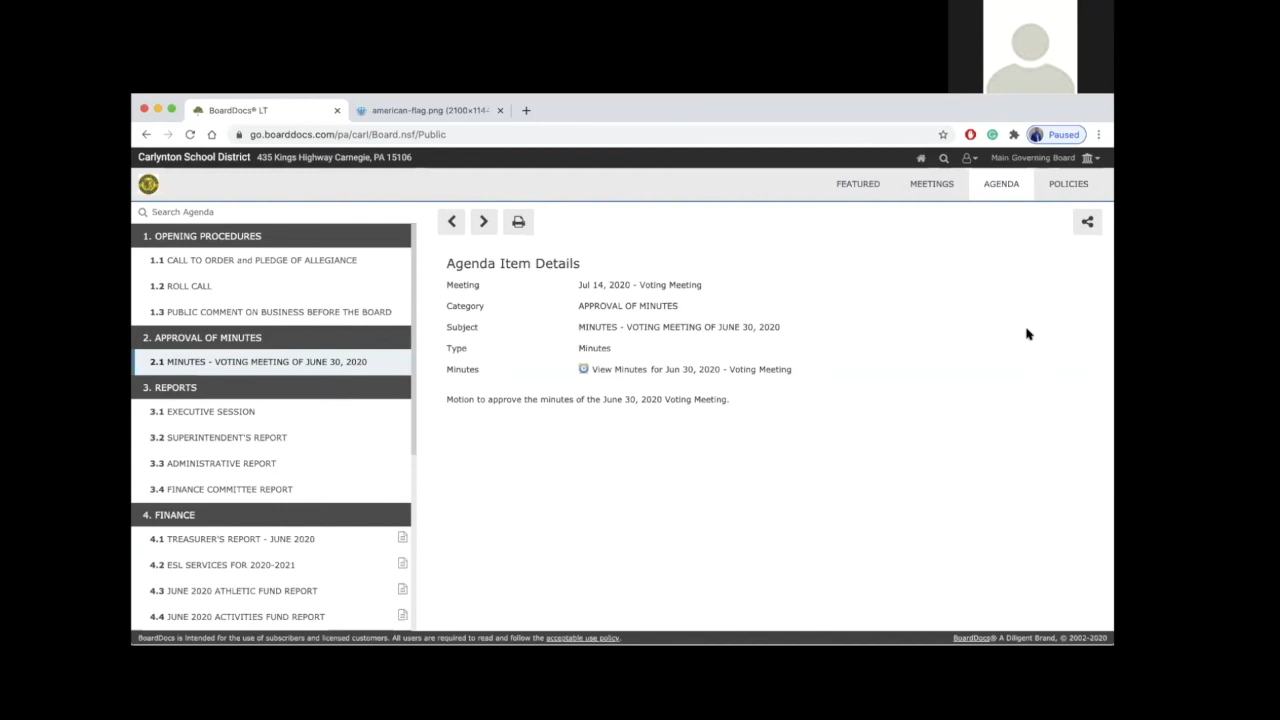 BoardDocs® LT
american-flag.png (2100×114
go.boarddocs.com/pa/carl/Board.nsf/Public
Paused
Carlynton School District 435 Kings Highway Carnegie, PA 15106
Main Governing Board
FEATURED MEETINGS AGENDA POLICIES
Search Agenda
1. OPENING PROCEDURES
1.1 CALL TO ORDER and PLEDGE OF ALLEGIANCE
1.2 ROLL CALL
1.3 PUBLIC COMMENT ON BUSINESS BEFORE THE BOARD
2. APPROVAL OF MINUTES
2.1 MINUTES - VOTING MEETING OF JUNE 30, 2020
3. REPORTS
3.1 EXECUTIVE SESSION
3.2 SUPERINTENDENT'S REPORT
3.3 ADMINISTRATIVE REPORT
3.4 FINANCE COMMITTEE REPORT
4. FINANCE
4.1 TREASURER'S REPORT - JUNE 2020
4.2 ESL SERVICES FOR 2020-2021
4.3 JUNE 2020 ATHLETIC FUND REPORT
4.4 JUNE 2020 ACTIVITIES FUND REPORT
Agenda Item Details
Meeting Jul 14, 2020 - Voting Meeting
Category APPROVAL OF MINUTES
Subject MINUTES - VOTING MEETING OF JUNE 30, 2020
Type Minutes
Minutes View Minutes for Jun 30, 2020 - Voting Meeting
Motion to approve the minutes of the June 30, 2020 Voting Meeting.
BoardDocs is intended for the use of subscribers and licensed customers. All users are required to read and follow the acceptable use policy.
BoardDocs® A Diligent Brand, © 2002-2020